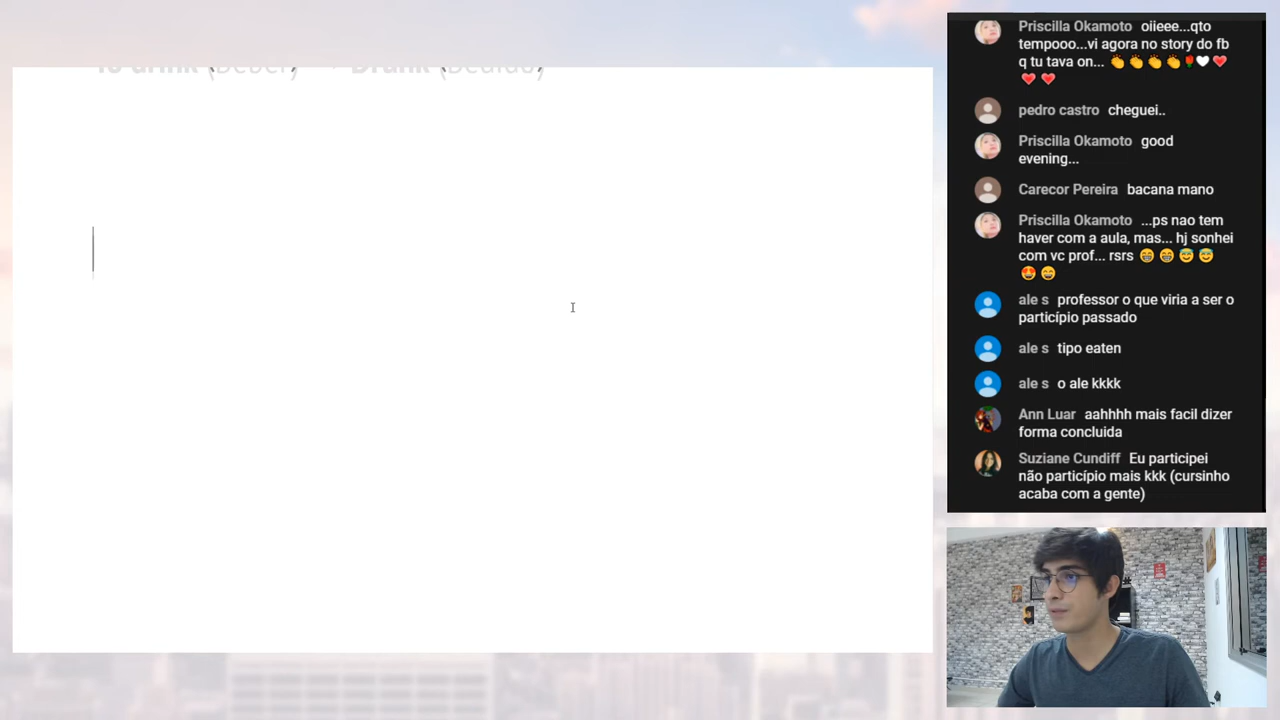 To drink (Beber) - Drank (Bebido)
Priscilla Okamoto oiieee...qto
tempooo...vi agora no story do fb
q tu tava on... 👏👏👏👏🌹🤍❤️
❤️ ❤️
pedro castro cheguei..
Priscilla Okamoto good
evening...
Carecor Pereira bacana mano
Priscilla Okamoto ...ps nao tem
haver com a aula, mas... hj sonhei
com vc prof... rsrs 😁 😁 😇 😇
😍 😄
ale s professor o que viria a ser o
particípio passado
ale s tipo eaten
ale s o ale kkkk
Ann Luar aahhhh mais facil dizer
forma concluida
Suziane Cundiff Eu participei
não particípio mais kkk (cursinho
acaba com a gente)